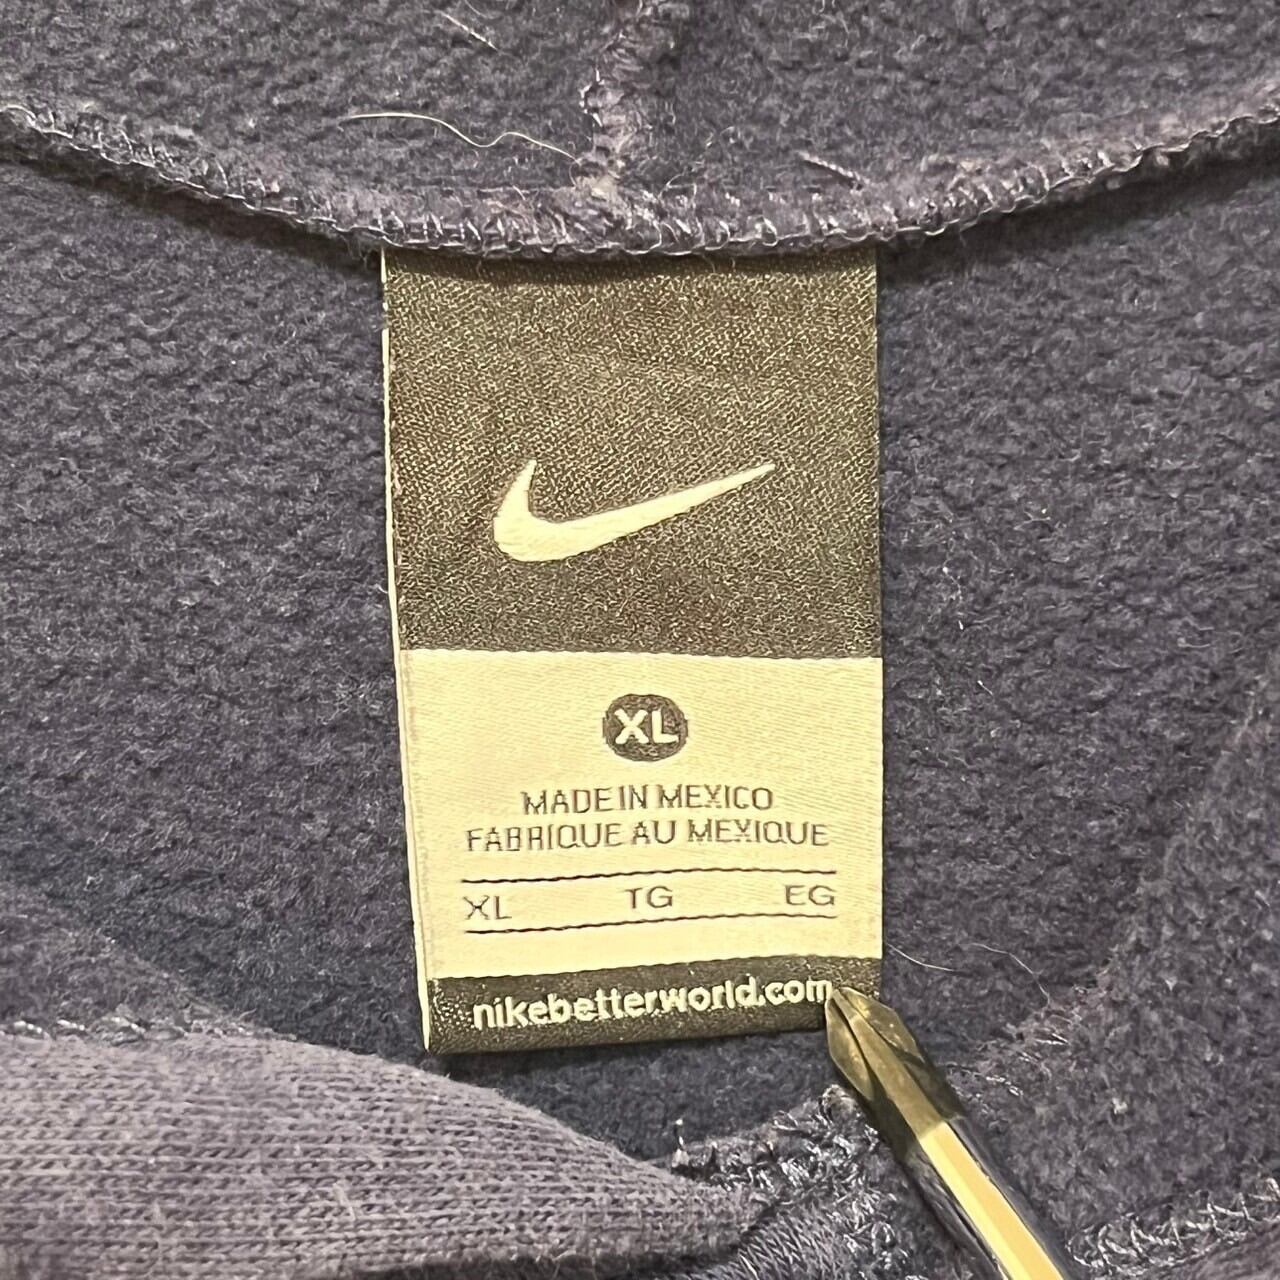 XL
MADE IN MEXICO
FABRIQUE AU MEXIQUE
XL TG EG
nikebetterworld.com